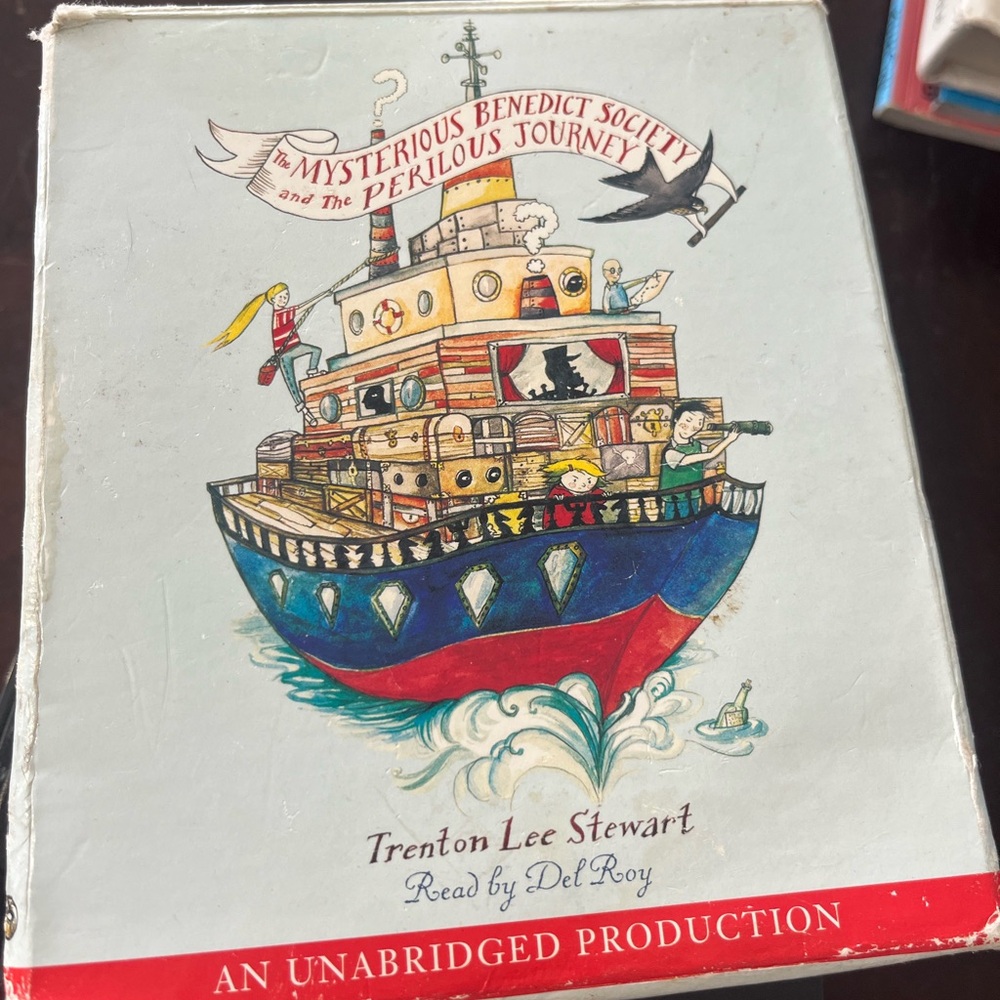 The MYSTERIOUS BENEDICT SOCIETY
and The PERILOUS JOURNEY
Trenton Lee Stewart
Read by Del Roy
AN UNABRIDGED PRODUCTION